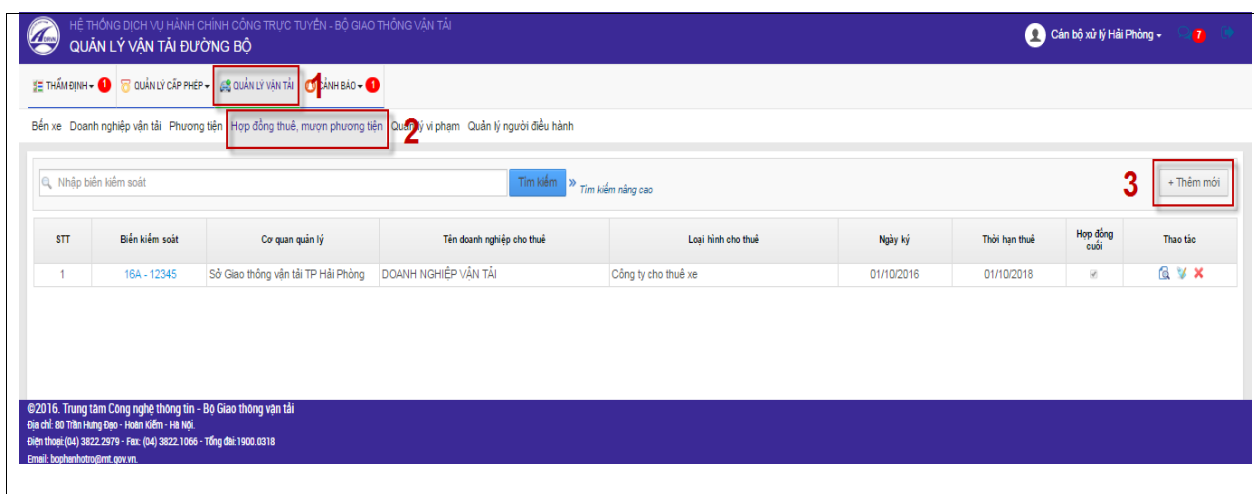 HỆ THỐNG DỊCH VỤ HÀNH CHÍNH CÔNG TRỰC TUYẾN - BỘ GIAO THÔNG VẬN TẢI
QUẢN LÝ VẬN TẢI ĐƯỜNG BỘ
Cán bộ xử lý Hải Phòng
7
THẨM ĐỊNH 1 QUẢN LÝ CẤP PHÉP QUẢN LÝ VẬN TẢI 1 CẢNH BÁO 1
Bến xe Doanh nghiệp vận tải Phương tiện Hợp đồng thuê, mượn phương tiện 2 Quản lý vi phạm Quản lý người điều hành
Nhập biển kiểm soát Tìm kiếm » Tìm kiếm nâng cao 3 + Thêm mới
STT Biển kiểm soát Cơ quan quản lý Tên doanh nghiệp cho thuê Loại hình cho thuê Ngày ký Thời hạn thuê Hợp đồng cuối Thao tác
1 16A - 12345 Sở Giao thông vận tải TP Hải Phòng DOANH NGHIỆP VẬN TẢI Công ty cho thuê xe 01/10/2016 01/10/2018
©2016. Trung tâm Công nghệ thông tin - Bộ Giao thông vận tải
Địa chỉ: 80 Trần Hưng Đạo - Hoàn Kiếm - Hà Nội.
Điện thoại:(04) 3822.2979 - Fax: (04) 3822.1066 - Tổng đài:1900.0318
Email: bophanhotro@mt.gov.vn.